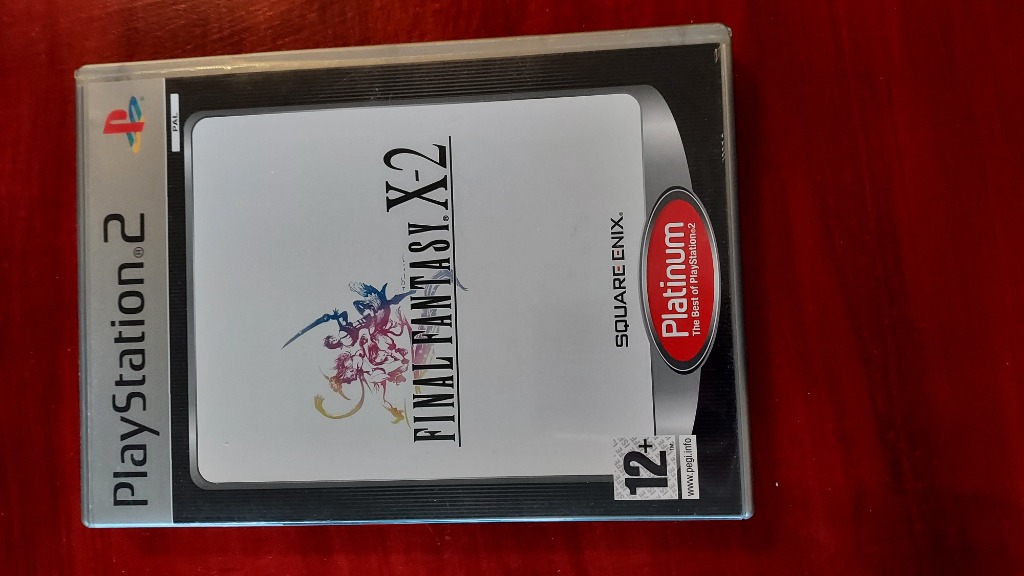 PlayStation®2
PAL
FINAL FANTASY® X-2
SQUARE ENIX®
Platinum
The Best of PlayStation®2
12+
www.pegi.info